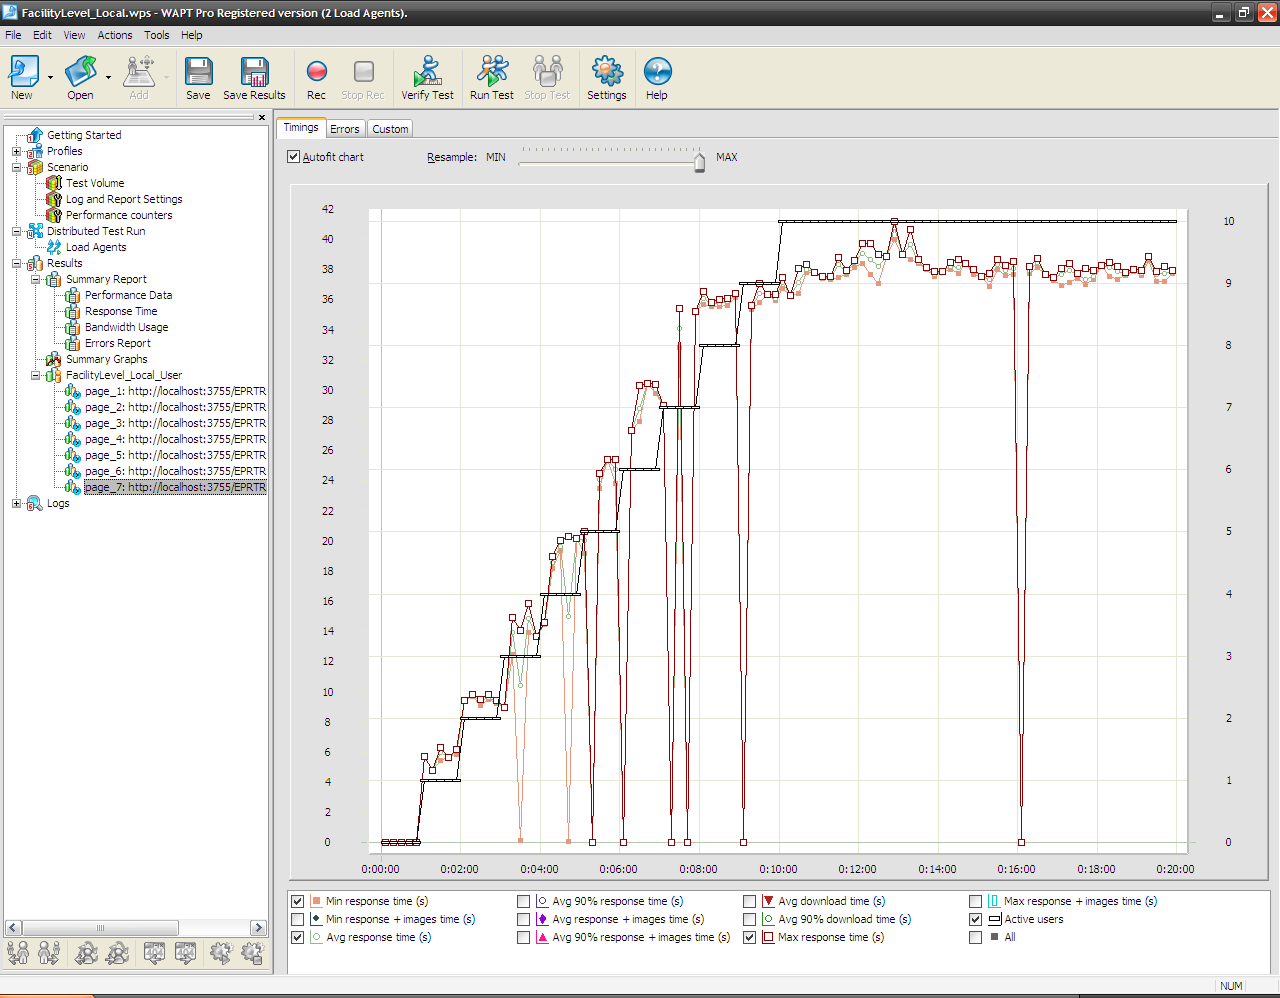 FacilityLevel_Local.wps - WAPT Pro Registered version (2 Load Agents).
File Edit View Actions Tools Help
New Open Add Save Save Results Rec Stop Rec Verify Test Run Test Stop Test Settings Help
Getting Started
Profiles
Scenario
Test Volume
Log and Report Settings
Performance counters
Distributed Test Run
Load Agents
Results
Summary Report
Performance Data
Response Time
Bandwidth Usage
Errors Report
Summary Graphs
FacilityLevel_Local_User
page_1: http://localhost:3755/EPRTR
page_2: http://localhost:3755/EPRTR
page_3: http://localhost:3755/EPRTR
page_4: http://localhost:3755/EPRTR
page_5: http://localhost:3755/EPRTR
page_6: http://localhost:3755/EPRTR
page_7: http://localhost:3755/EPRTR
Logs
Timings Errors Custom
Autofit chart Resample: MIN MAX
42
40
38
36
34
32
30
28
26
24
22
20
18
16
14
12
10
8
6
4
2
0
10
9
8
7
6
5
4
3
2
1
0
0:00:00 0:02:00 0:04:00 0:06:00 0:08:00 0:10:00 0:12:00 0:14:00 0:16:00 0:18:00 0:20:00
Min response time (s) Avg 90% response time (s) Avg download time (s) Max response + images time (s)
Min response + images time (s) Avg response + images time (s) Avg 90% download time (s) Active users
Avg response time (s) Avg 90% response + images time (s) Max response time (s) All
NUM